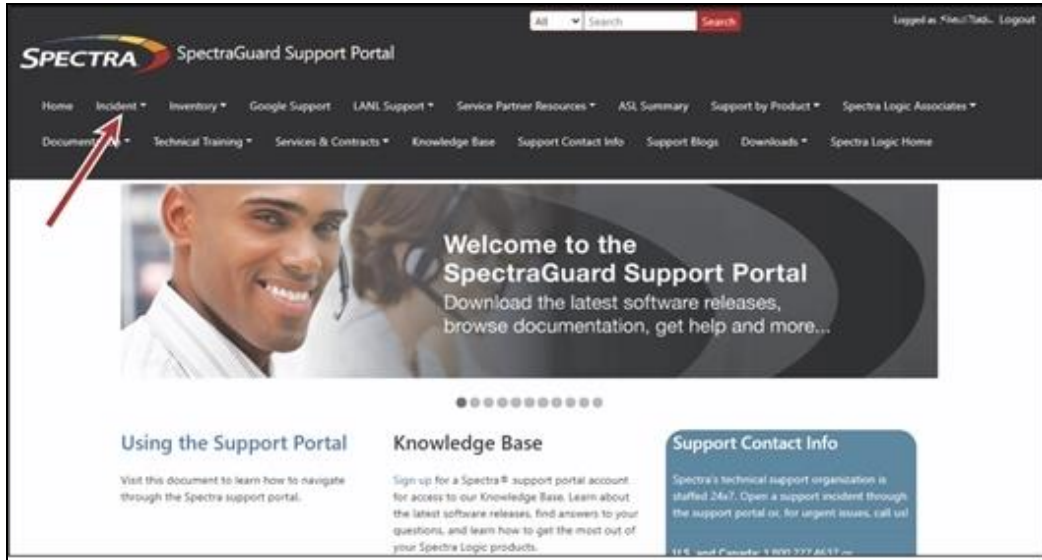 All Search Search Logged as Logout
SPECTRA SpectraGuard Support Portal
Home Incident Inventory Google Support LANL Support Service Partner Resources ASL Summary Support by Product Spectra Logic Associates
Technical Training Services & Contracts Knowledge Base Support Contact Info Support Blogs Downloads Spectra Logic Home
Welcome to the
SpectraGuard Support Portal
Download the latest software releases,
browse documentation, get help and more...
Using the Support Portal
Visit this document to learn how to navigate
through the Spectra support portal.
Knowledge Base
Sign up for a Spectra® support portal account
for access to our Knowledge Base. Learn about
the latest software releases, find answers to your
questions, and learn how to get the most out of
your Spectra Logic products.
Support Contact Info
Spectra's technical support organization is
staffed 24x7. Open a support incident through
the support portal or, for urgent issues, call us!
U.S. and Canada: